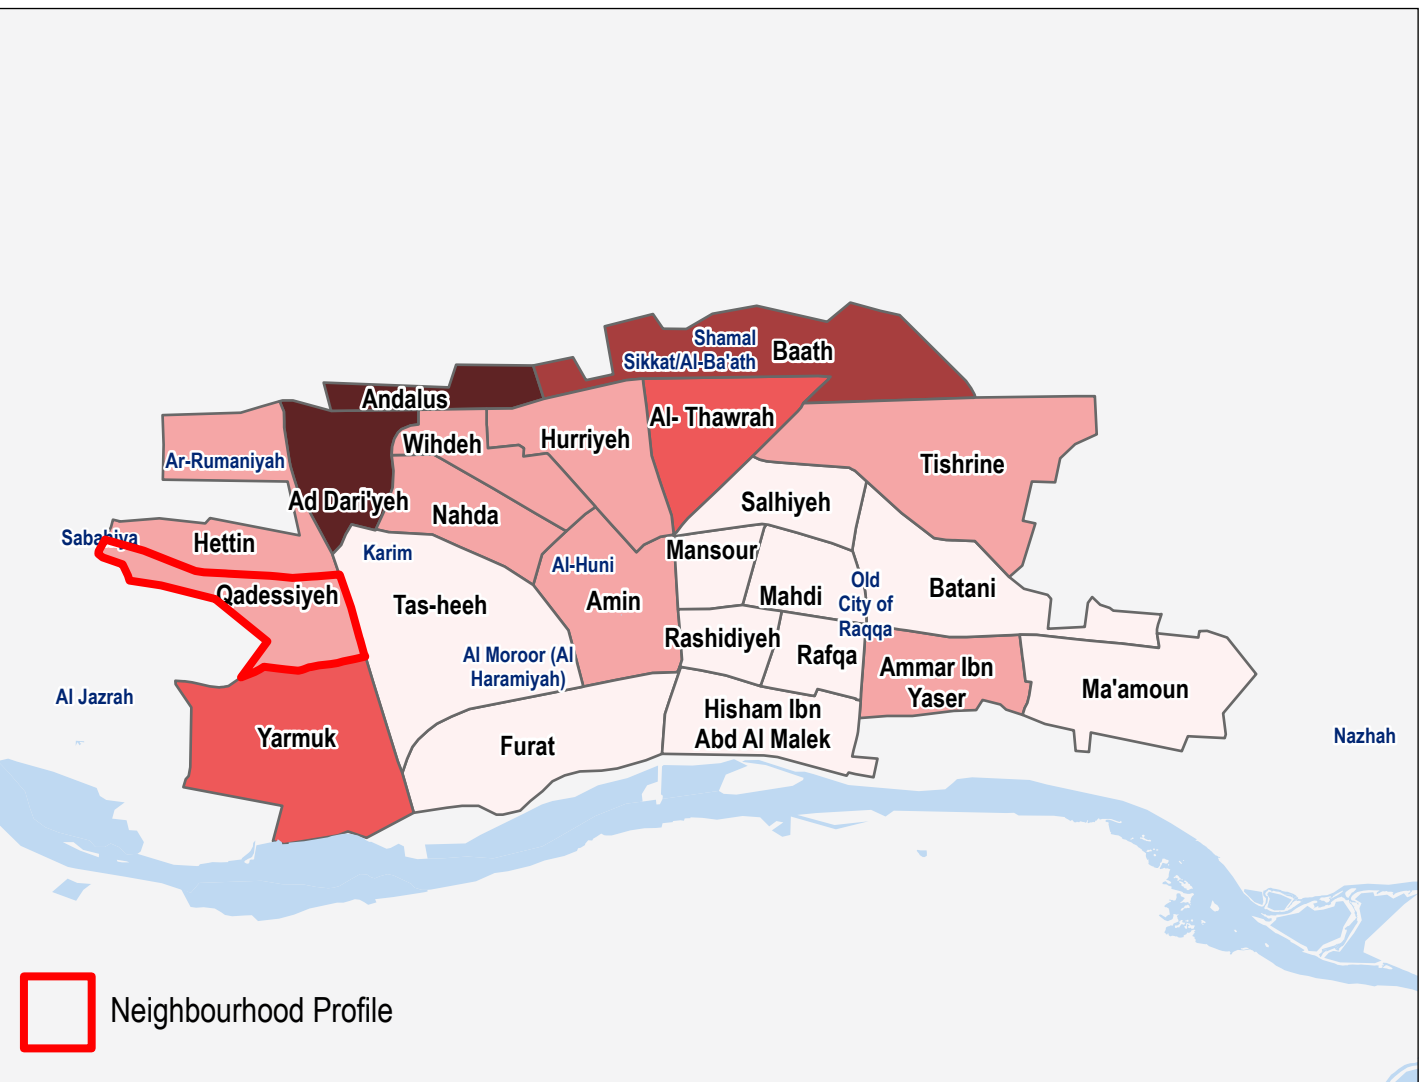 Shamal
Sikkat/Al-Ba'ath
Baath
Andalus
Al- Thawrah
Wihdeh
Hurriyeh
Ar-Rumaniyah
Tishrine
Ad Dari'yeh
Nahda
Salhiyeh
Sabahiya
Hettin
Karim
Mansour
Al-Huni
Qadessiyeh
Tas-heeh
Amin
Mahdi
Old
City of
Raqqa
Batani
Rashidiyeh
Rafqa
Al Moroor (Al
Haramiyah)
Ammar Ibn
Yaser
Ma'amoun
Al Jazrah
Hisham Ibn
Abd Al Malek
Yarmuk
Furat
Nazhah
Neighbourhood Profile